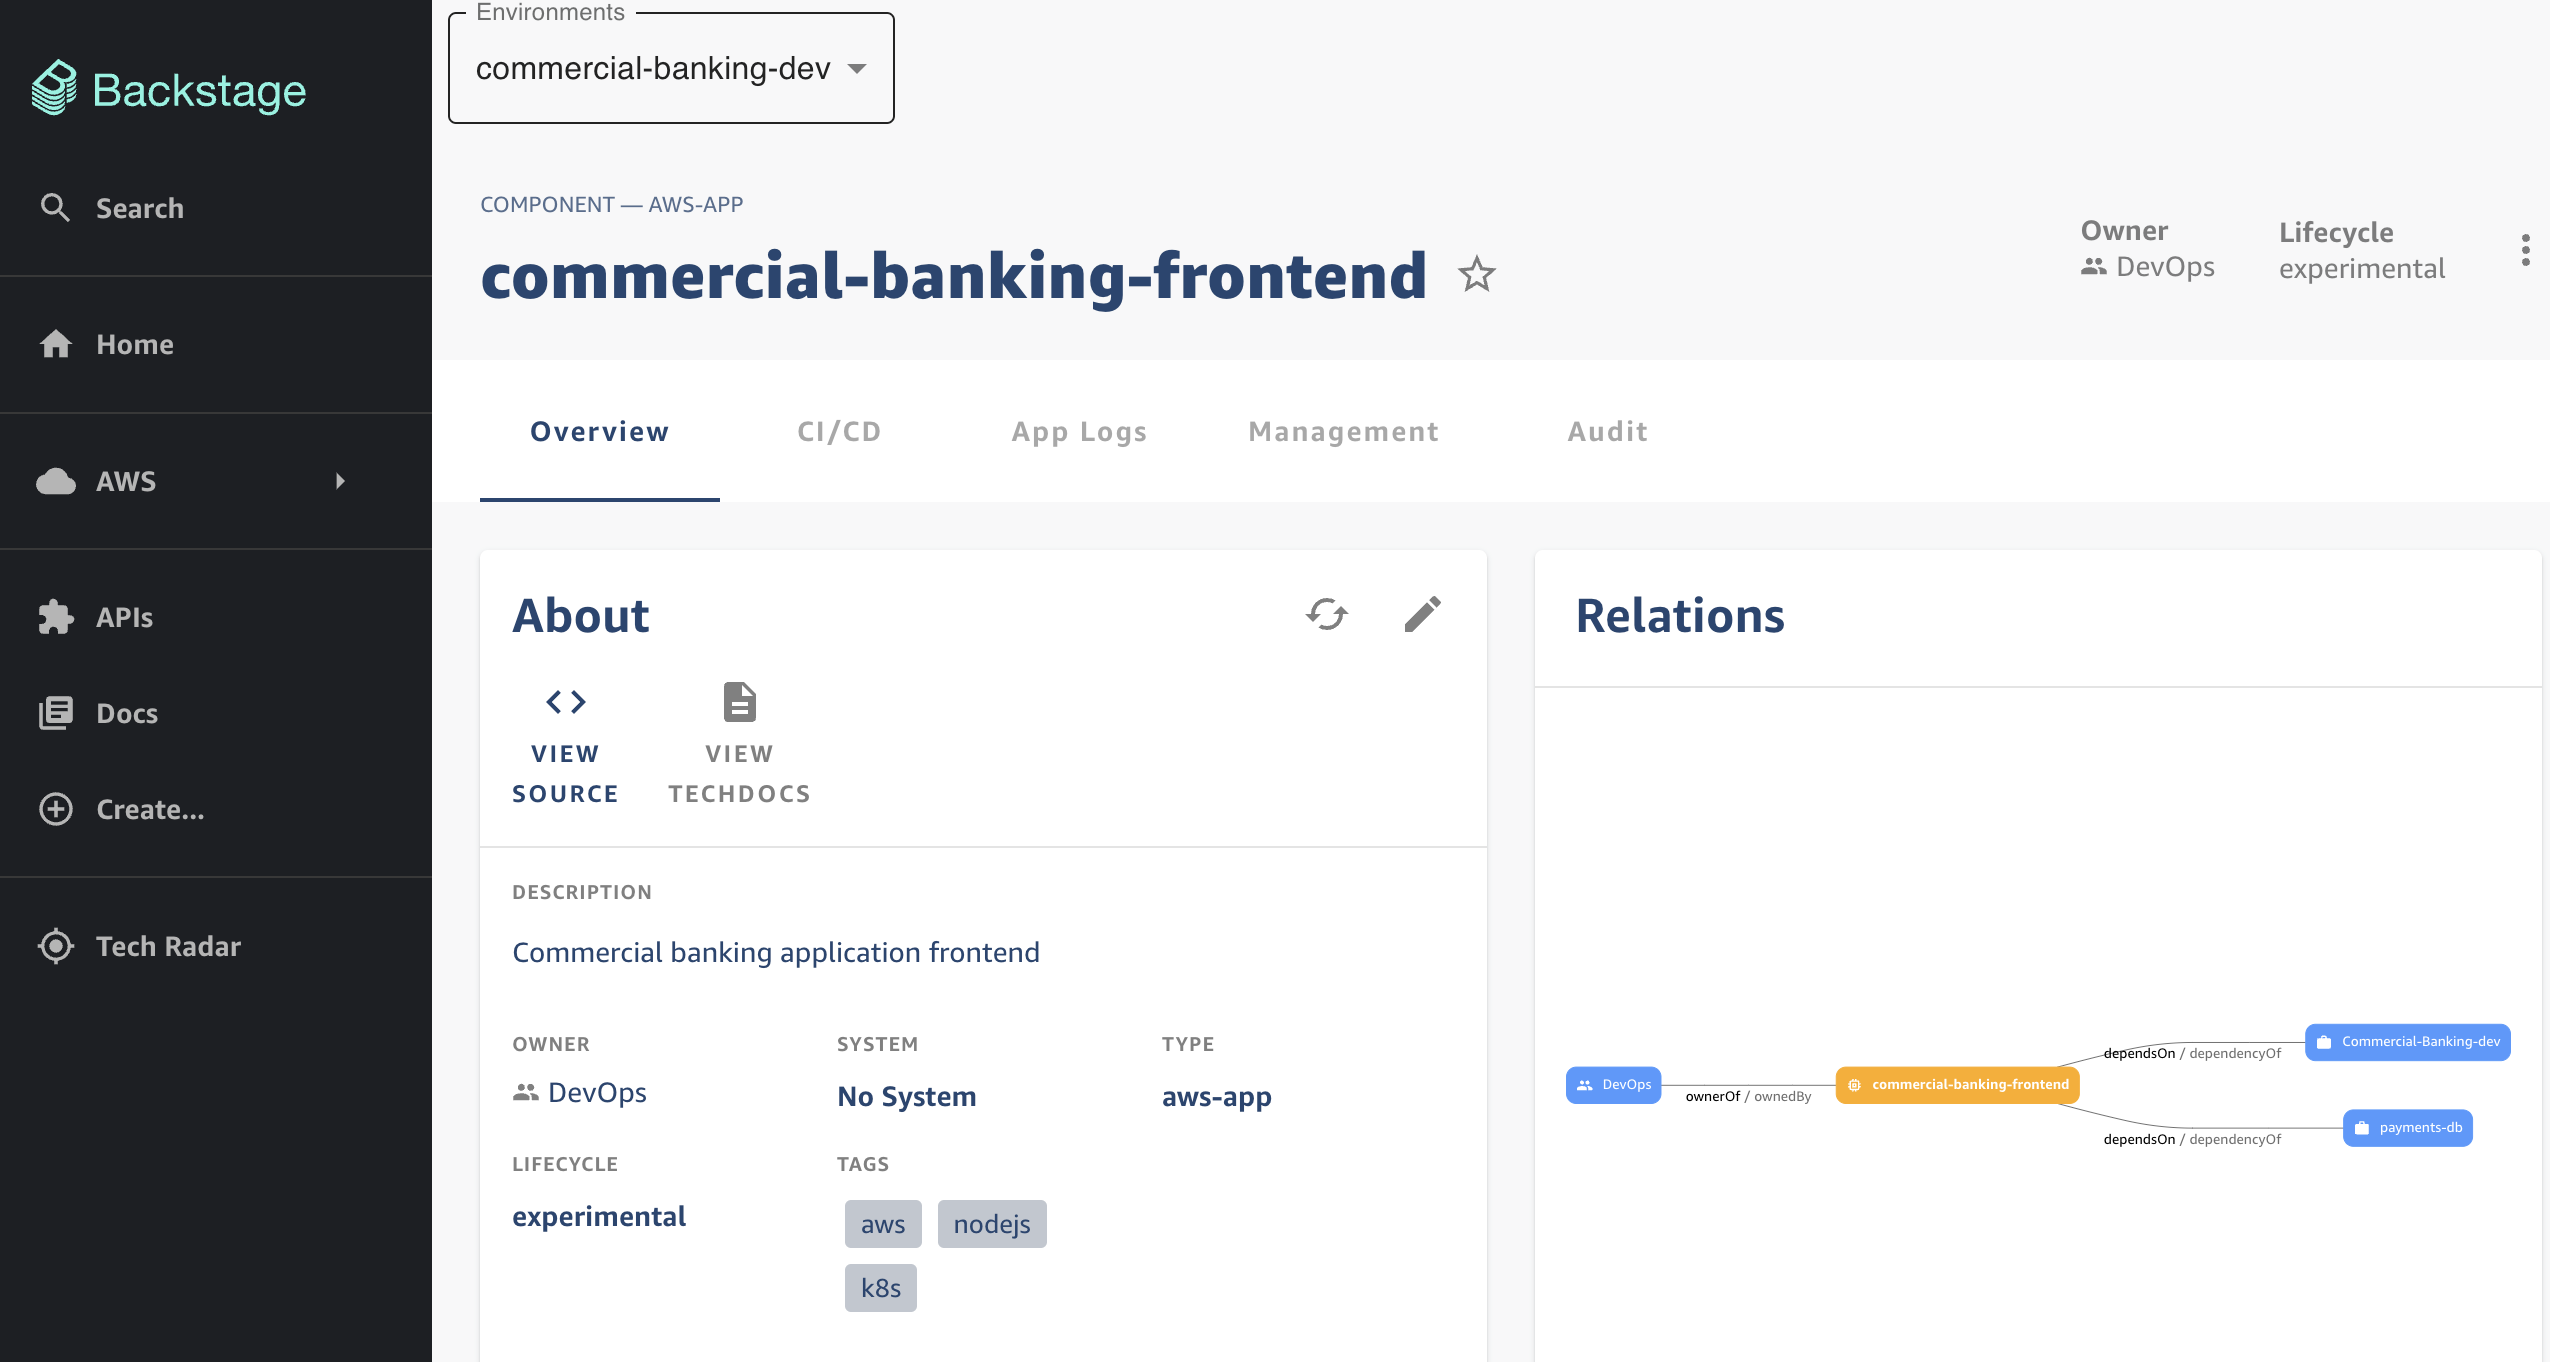 Backstage
Search
Home
AWS
APIs
Docs
Create...
Tech Radar
Environments
commercial-banking-dev
COMPONENT — AWS-APP
commercial-banking-frontend
Owner
DevOps
Lifecycle
experimental
Overview CI/CD App Logs Management Audit
About
VIEW
SOURCE
VIEW
TECHDOCS
DESCRIPTION
Commercial banking application frontend
OWNER
DevOps
SYSTEM
No System
TYPE
aws-app
LIFECYCLE
experimental
TAGS
aws nodejs
k8s
Relations
DevOps
ownerOf / ownedBy
commercial-banking-frontend
dependsOn / dependencyOf
Commercial-Banking-dev
dependsOn / dependencyOf
payments-db